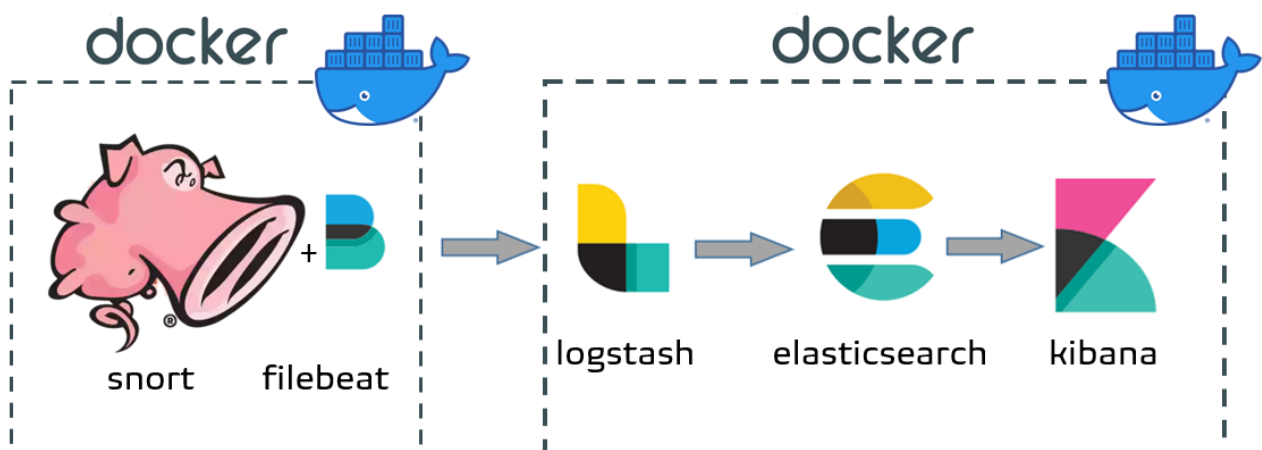 docker
docker
+
®
snort
filebeat
logstash
elasticsearch
kibana